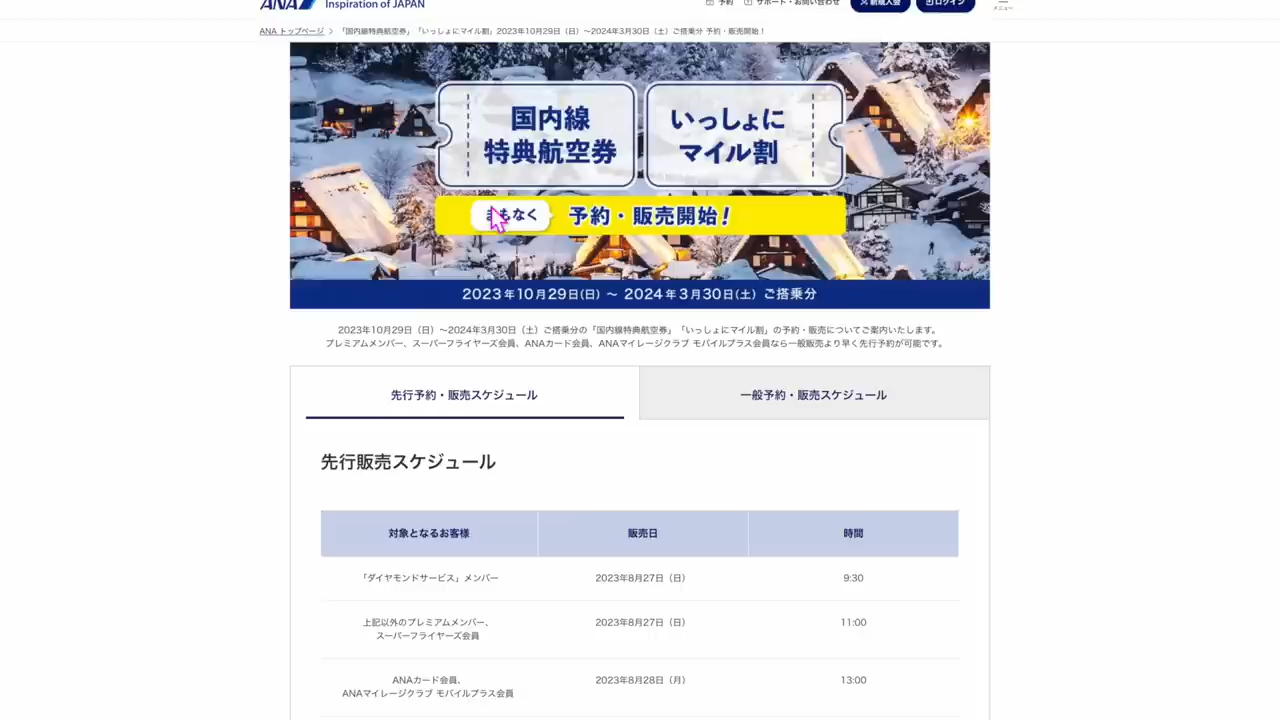 ANA Inspiration of JAPAN
予約 サポート・お問い合わせ 新規入会 ログイン メニュー
ANA トップページ > 「国内線特典航空券」「いっしょにマイル割」2023年10月29日（日）～2024年3月30日（土）ご搭乗分 予約・販売開始！
国内線
特典航空券
いっしょに
マイル割
まもなく 予約・販売開始！
2023年10月29日(日) ～ 2024年3月30日(土) ご搭乗分
2023年10月29日（日）～2024年3月30日（土）ご搭乗分の「国内線特典航空券」「いっしょにマイル割」の予約・販売についてご案内いたします。
プレミアムメンバー、スーパーフライヤーズ会員、ANAカード会員、ANAマイレージクラブ モバイルプラス会員なら一般販売より早く先行予約が可能です。
先行予約・販売スケジュール 一般予約・販売スケジュール
先行販売スケジュール
対象となるお客様 販売日 時間
「ダイヤモンドサービス」メンバー 2023年8月27日（日） 9:30
上記以外のプレミアムメンバー、
スーパーフライヤーズ会員 2023年8月27日（日） 11:00
ANAカード会員、
ANAマイレージクラブ モバイルプラス会員 2023年8月28日（月） 13:00